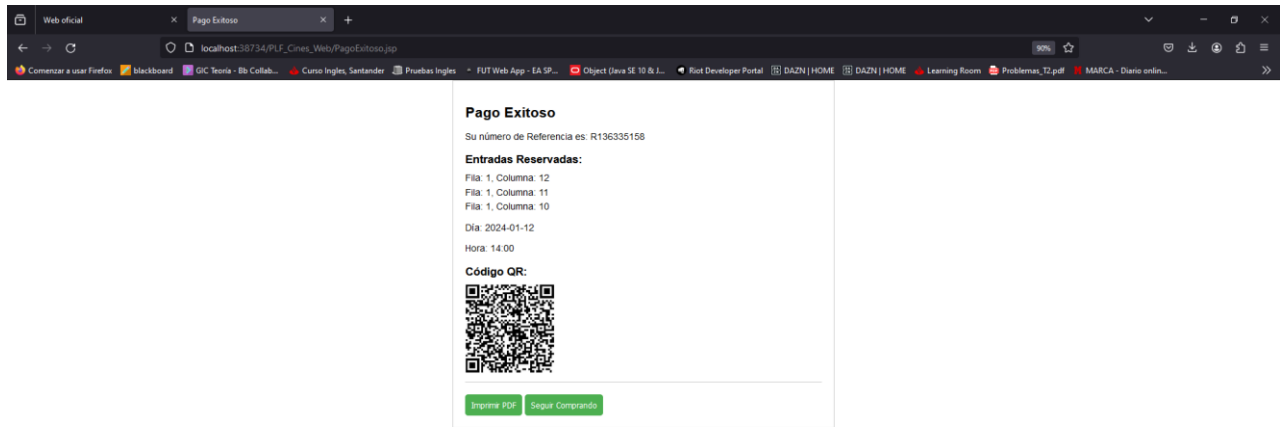 Web oficial
Pago Exitoso
localhost:38734/PLF_Cines_Web/PagoExitoso.jsp
90%
Comenzar a usar Firefox
blackboard
GIC Teoría - Bb Collab...
Curso Ingles, Santander
Pruebas Ingles
FUT Web App - EA SP...
Object (Java SE 10 & J...
Riot Developer Portal
DAZN | HOME
DAZN | HOME
Learning Room
Problemas_T2.pdf
MARCA - Diario onlin...
Pago Exitoso
Su número de Referencia es: R136335158
Entradas Reservadas:
Fila: 1, Columna: 12
Fila: 1, Columna: 11
Fila: 1, Columna: 10
Día: 2024-01-12
Hora: 14:00
Código QR:
Imprimir PDF
Seguir Comprando